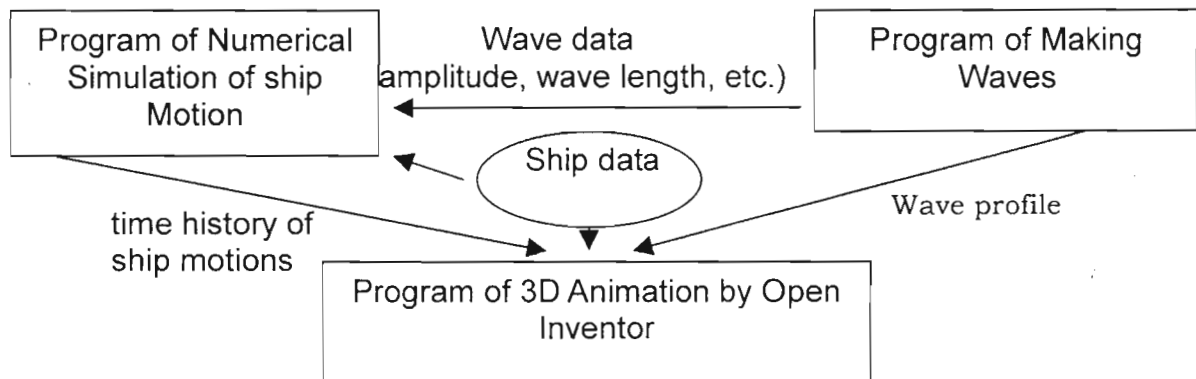 Program of Numerical
Simulation of ship
Motion
Wave data
(amplitude, wave length, etc.)
Program of Making
Waves
Ship data
time history of
ship motions
Wave profile
Program of 3D Animation by Open
Inventor